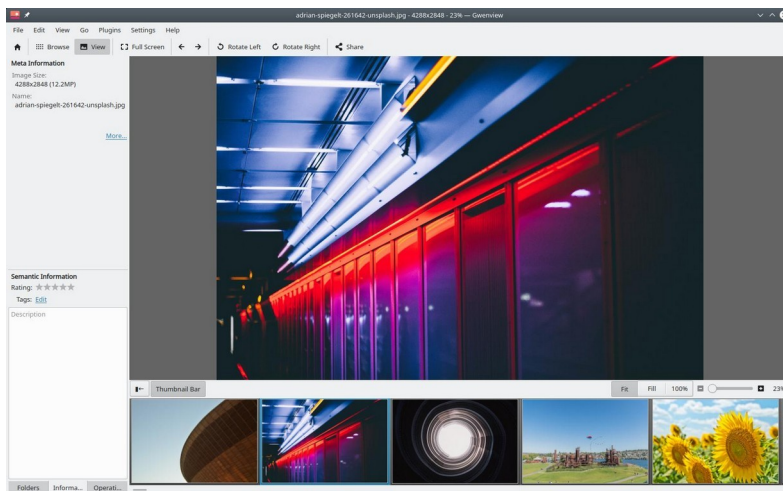 adrian-spiegelt-261642-unsplash.jpg - 4288x2848 - 23% — Gwenview
File Edit View Go Plugins Settings Help
Browse View Full Screen Rotate Left Rotate Right Share
Meta Information
Image Size:
4288x2848 (12.2MP)
Name:
adrian-spiegelt-261642-unsplash.jpg
More...
Semantic Information
Rating:
Tags: Edit
Description
Thumbnail Bar Fit Fill 100% 23%
Folders Informa... Operati...